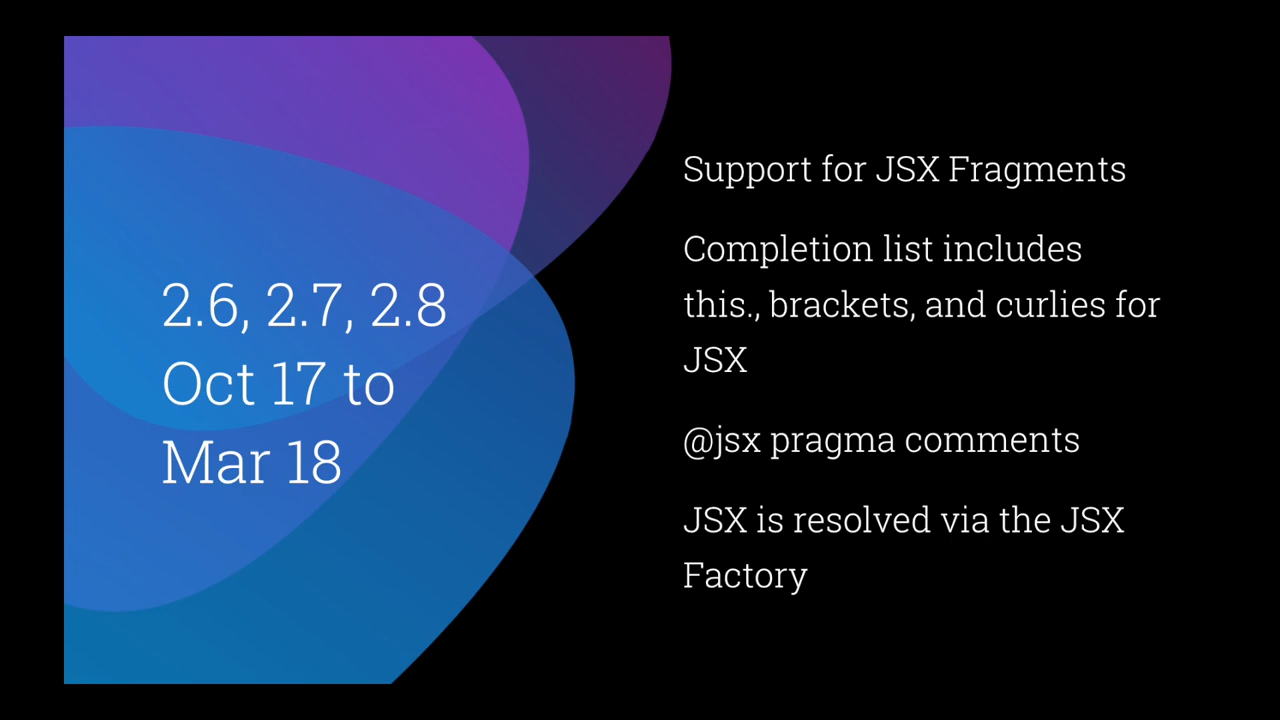 2.6, 2.7, 2.8
Oct 17 to
Mar 18
Support for JSX Fragments
Completion list includes
this., brackets, and curlies for
JSX
@jsx pragma comments
JSX is resolved via the JSX
Factory